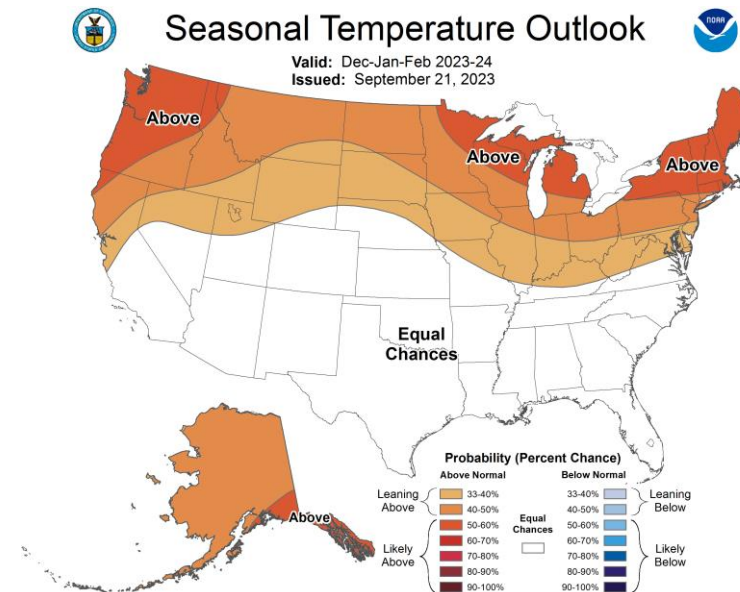 Seasonal Temperature Outlook
NOAA
Valid: Dec-Jan-Feb 2023-24
Issued: September 21, 2023
Above
Above
Above
Equal
Chances
Above
Probability (Percent Chance)
Above Normal
Below Normal
Leaning
Above
33-40%
40-50%
50-60%
60-70%
70-80%
80-90%
90-100%
Likely
Above
Equal
Chances
33-40%
40-50%
50-60%
60-70%
70-80%
80-90%
90-100%
Leaning
Below
Likely
Below